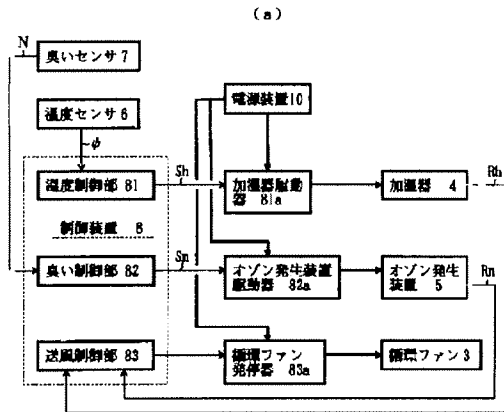 (a)
N
臭いセンサ7
湿度センサ6
電源装置10
φ
湿度制御部 81
Sh
加湿器駆動
器 81a
加湿器 4
Rh
制御装置 8
臭い制御部 82
Sn
オゾン発生装置
駆動器 82a
オゾン発生
装置 5
Rn
送風制御部 83
循環ファン
発停器 83a
循環ファン3